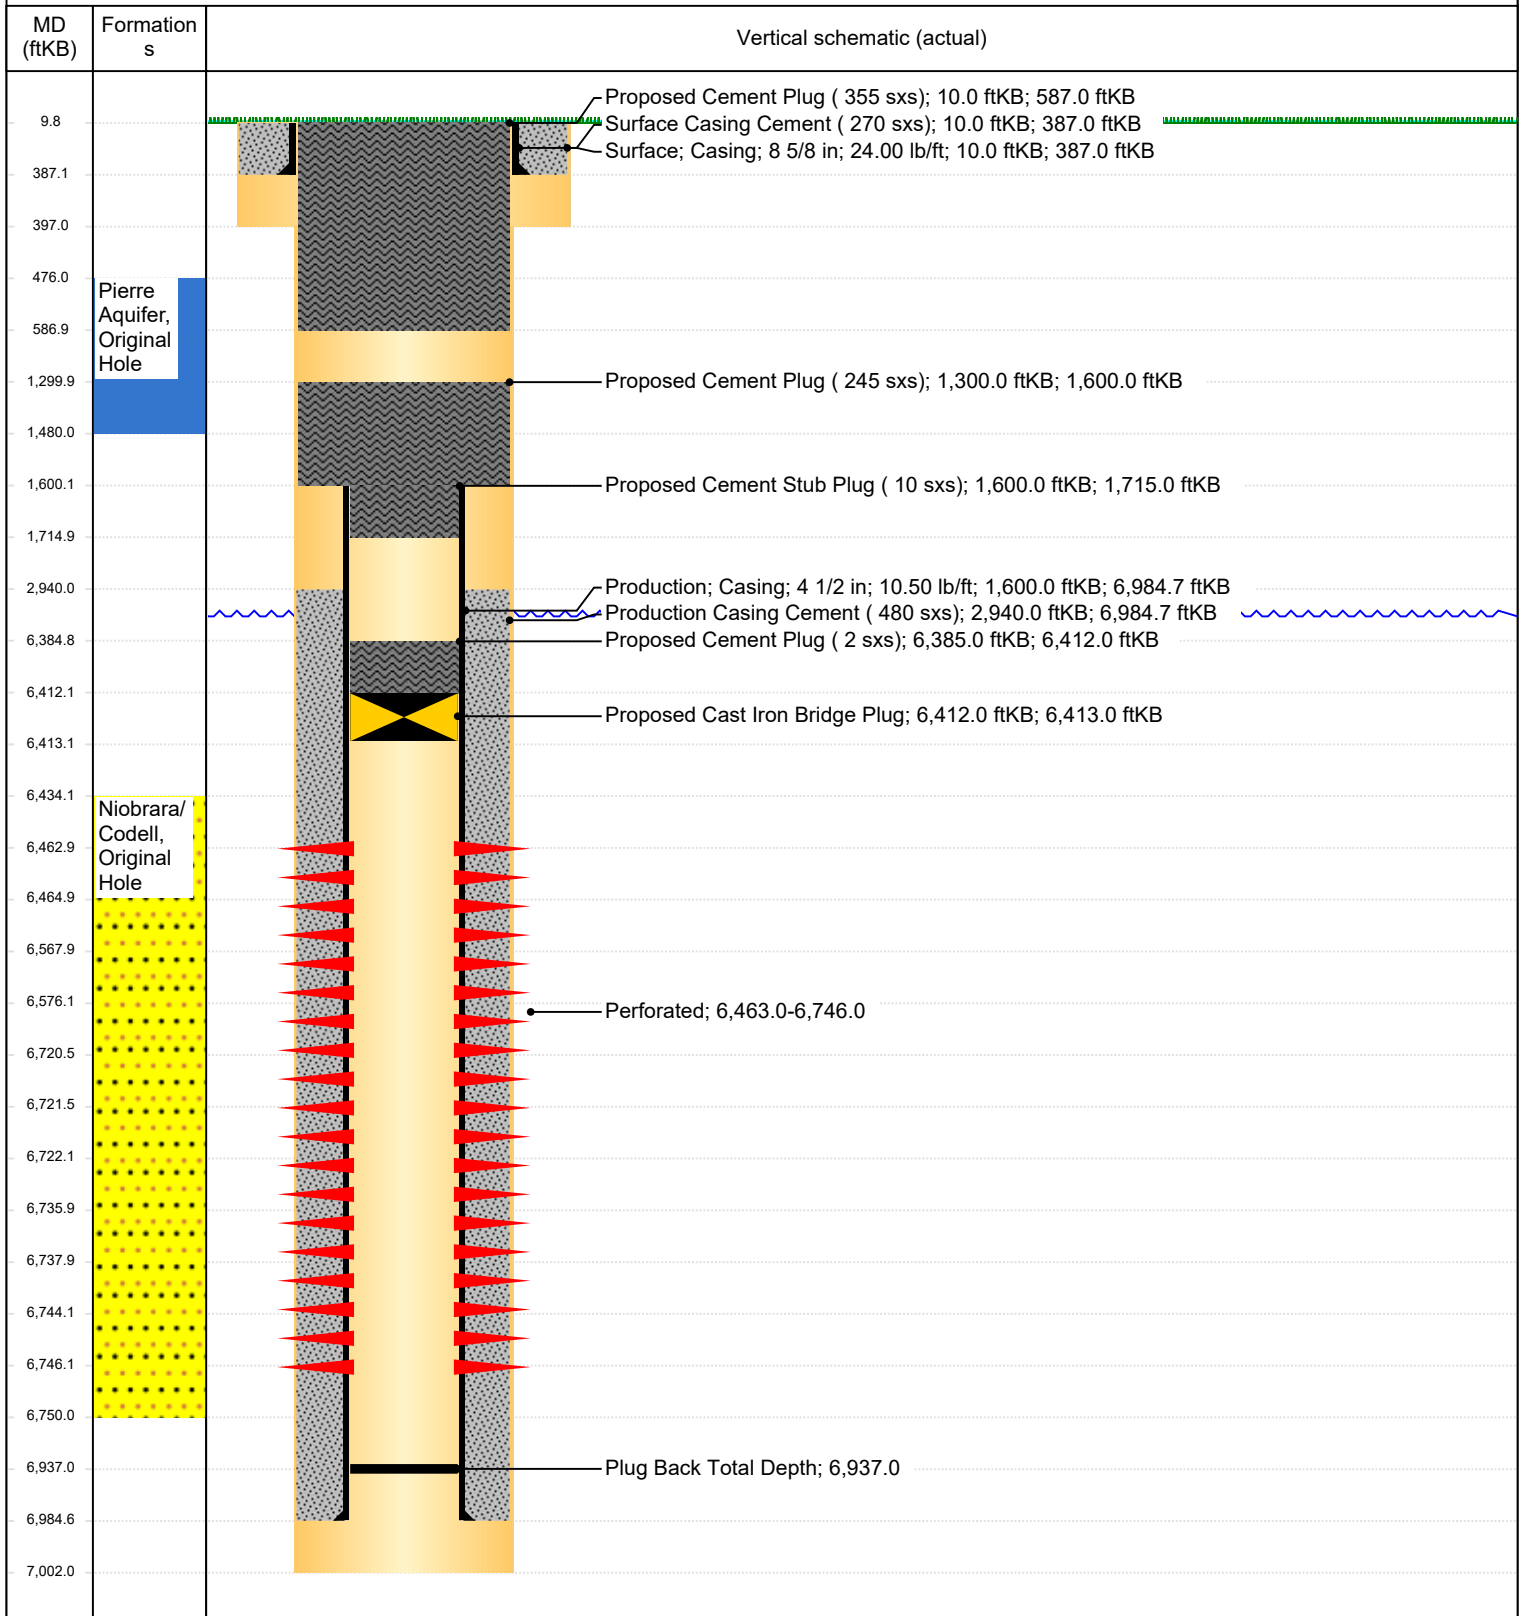 MD
(ftKB)
Formation
s
Vertical schematic (actual)
Proposed Cement Plug ( 355 sxs); 10.0 ftKB; 587.0 ftKB
9.8
Surface Casing Cement ( 270 sxs); 10.0 ftKB; 387.0 ftKB
Surface; Casing; 8 5/8 in; 24.00 lb/ft; 10.0 ftKB; 387.0 ftKB
387.1
397.0
476.0
Pierre
Aquifer,
Original
Hole
586.9
1,299.9
Proposed Cement Plug ( 245 sxs); 1,300.0 ftKB; 1,600.0 ftKB
1,480.0
1,600.1
Proposed Cement Stub Plug ( 10 sxs); 1,600.0 ftKB; 1,715.0 ftKB
1,714.9
2,940.0
Production; Casing; 4 1/2 in; 10.50 lb/ft; 1,600.0 ftKB; 6,984.7 ftKB
Production Casing Cement ( 480 sxs); 2,940.0 ftKB; 6,984.7 ftKB
6,384.8
Proposed Cement Plug ( 2 sxs); 6,385.0 ftKB; 6,412.0 ftKB
6,412.1
Proposed Cast Iron Bridge Plug; 6,412.0 ftKB; 6,413.0 ftKB
6,413.1
6,434.1
Niobrara/
Codell,
Original
Hole
6,462.9
6,464.9
6,567.9
6,576.1
Perforated; 6,463.0-6,746.0
6,720.5
6,721.5
6,722.1
6,735.9
6,737.9
6,744.1
6,746.1
6,750.0
6,937.0
Plug Back Total Depth; 6,937.0
6,984.6
7,002.0